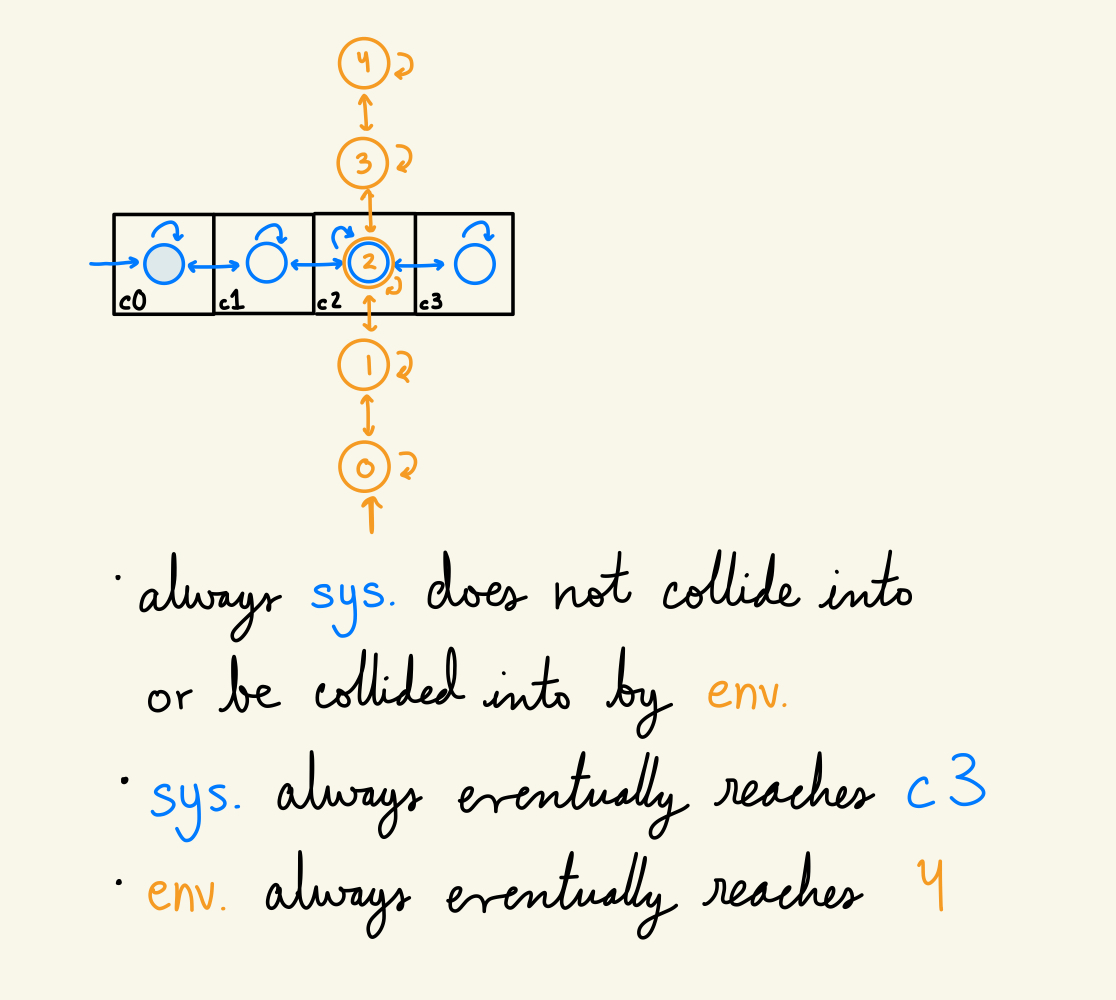 4
3
2
c0 c1 c2 c3
1
0
· always sys. does not collide into
or be collided into by env.
· sys. always eventually reaches c3
· env. always eventually reaches 4